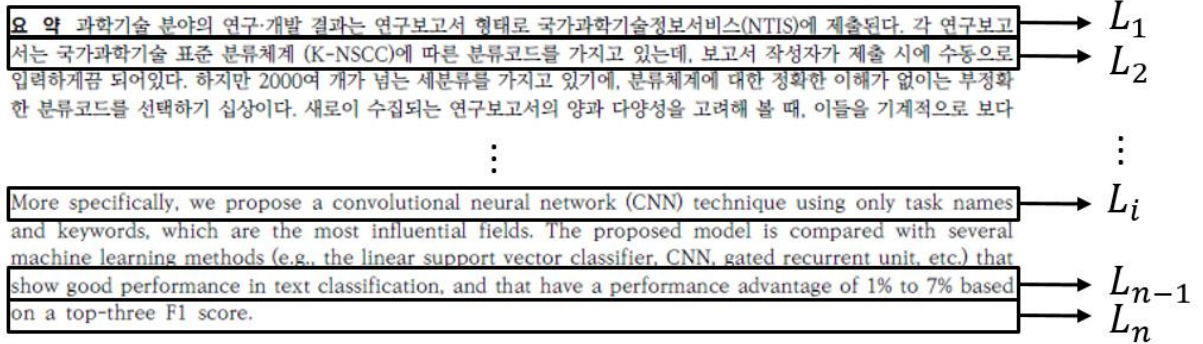 요 약 과학기술 분야의 연구·개발 결과는 연구보고서 형태로 국가과학기술정보서비스(NTIS)에 제출된다. 각 연구보고 L₁
서는 국가과학기술 표준 분류체계 (K-NSCC)에 따른 분류코드를 가지고 있는데, 보고서 작성자가 제출 시에 수동으로 L₂
입력하게끔 되어있다. 하지만 2000여 개가 넘는 세분류를 가지고 있기에, 분류체계에 대한 정확한 이해가 없이는 부정확
한 분류코드를 선택하기 십상이다. 새로이 수집되는 연구보고서의 양과 다양성을 고려해 볼 때, 이들을 기계적으로 보다
⋮ ⋮
More specifically, we propose a convolutional neural network (CNN) technique using only task names Lᵢ
and keywords, which are the most influential fields. The proposed model is compared with several
machine learning methods (e.g., the linear support vector classifier, CNN, gated recurrent unit, etc.) that
show good performance in text classification, and that have a performance advantage of 1% to 7% based Lₙ₋₁
on a top-three F1 score. Lₙ